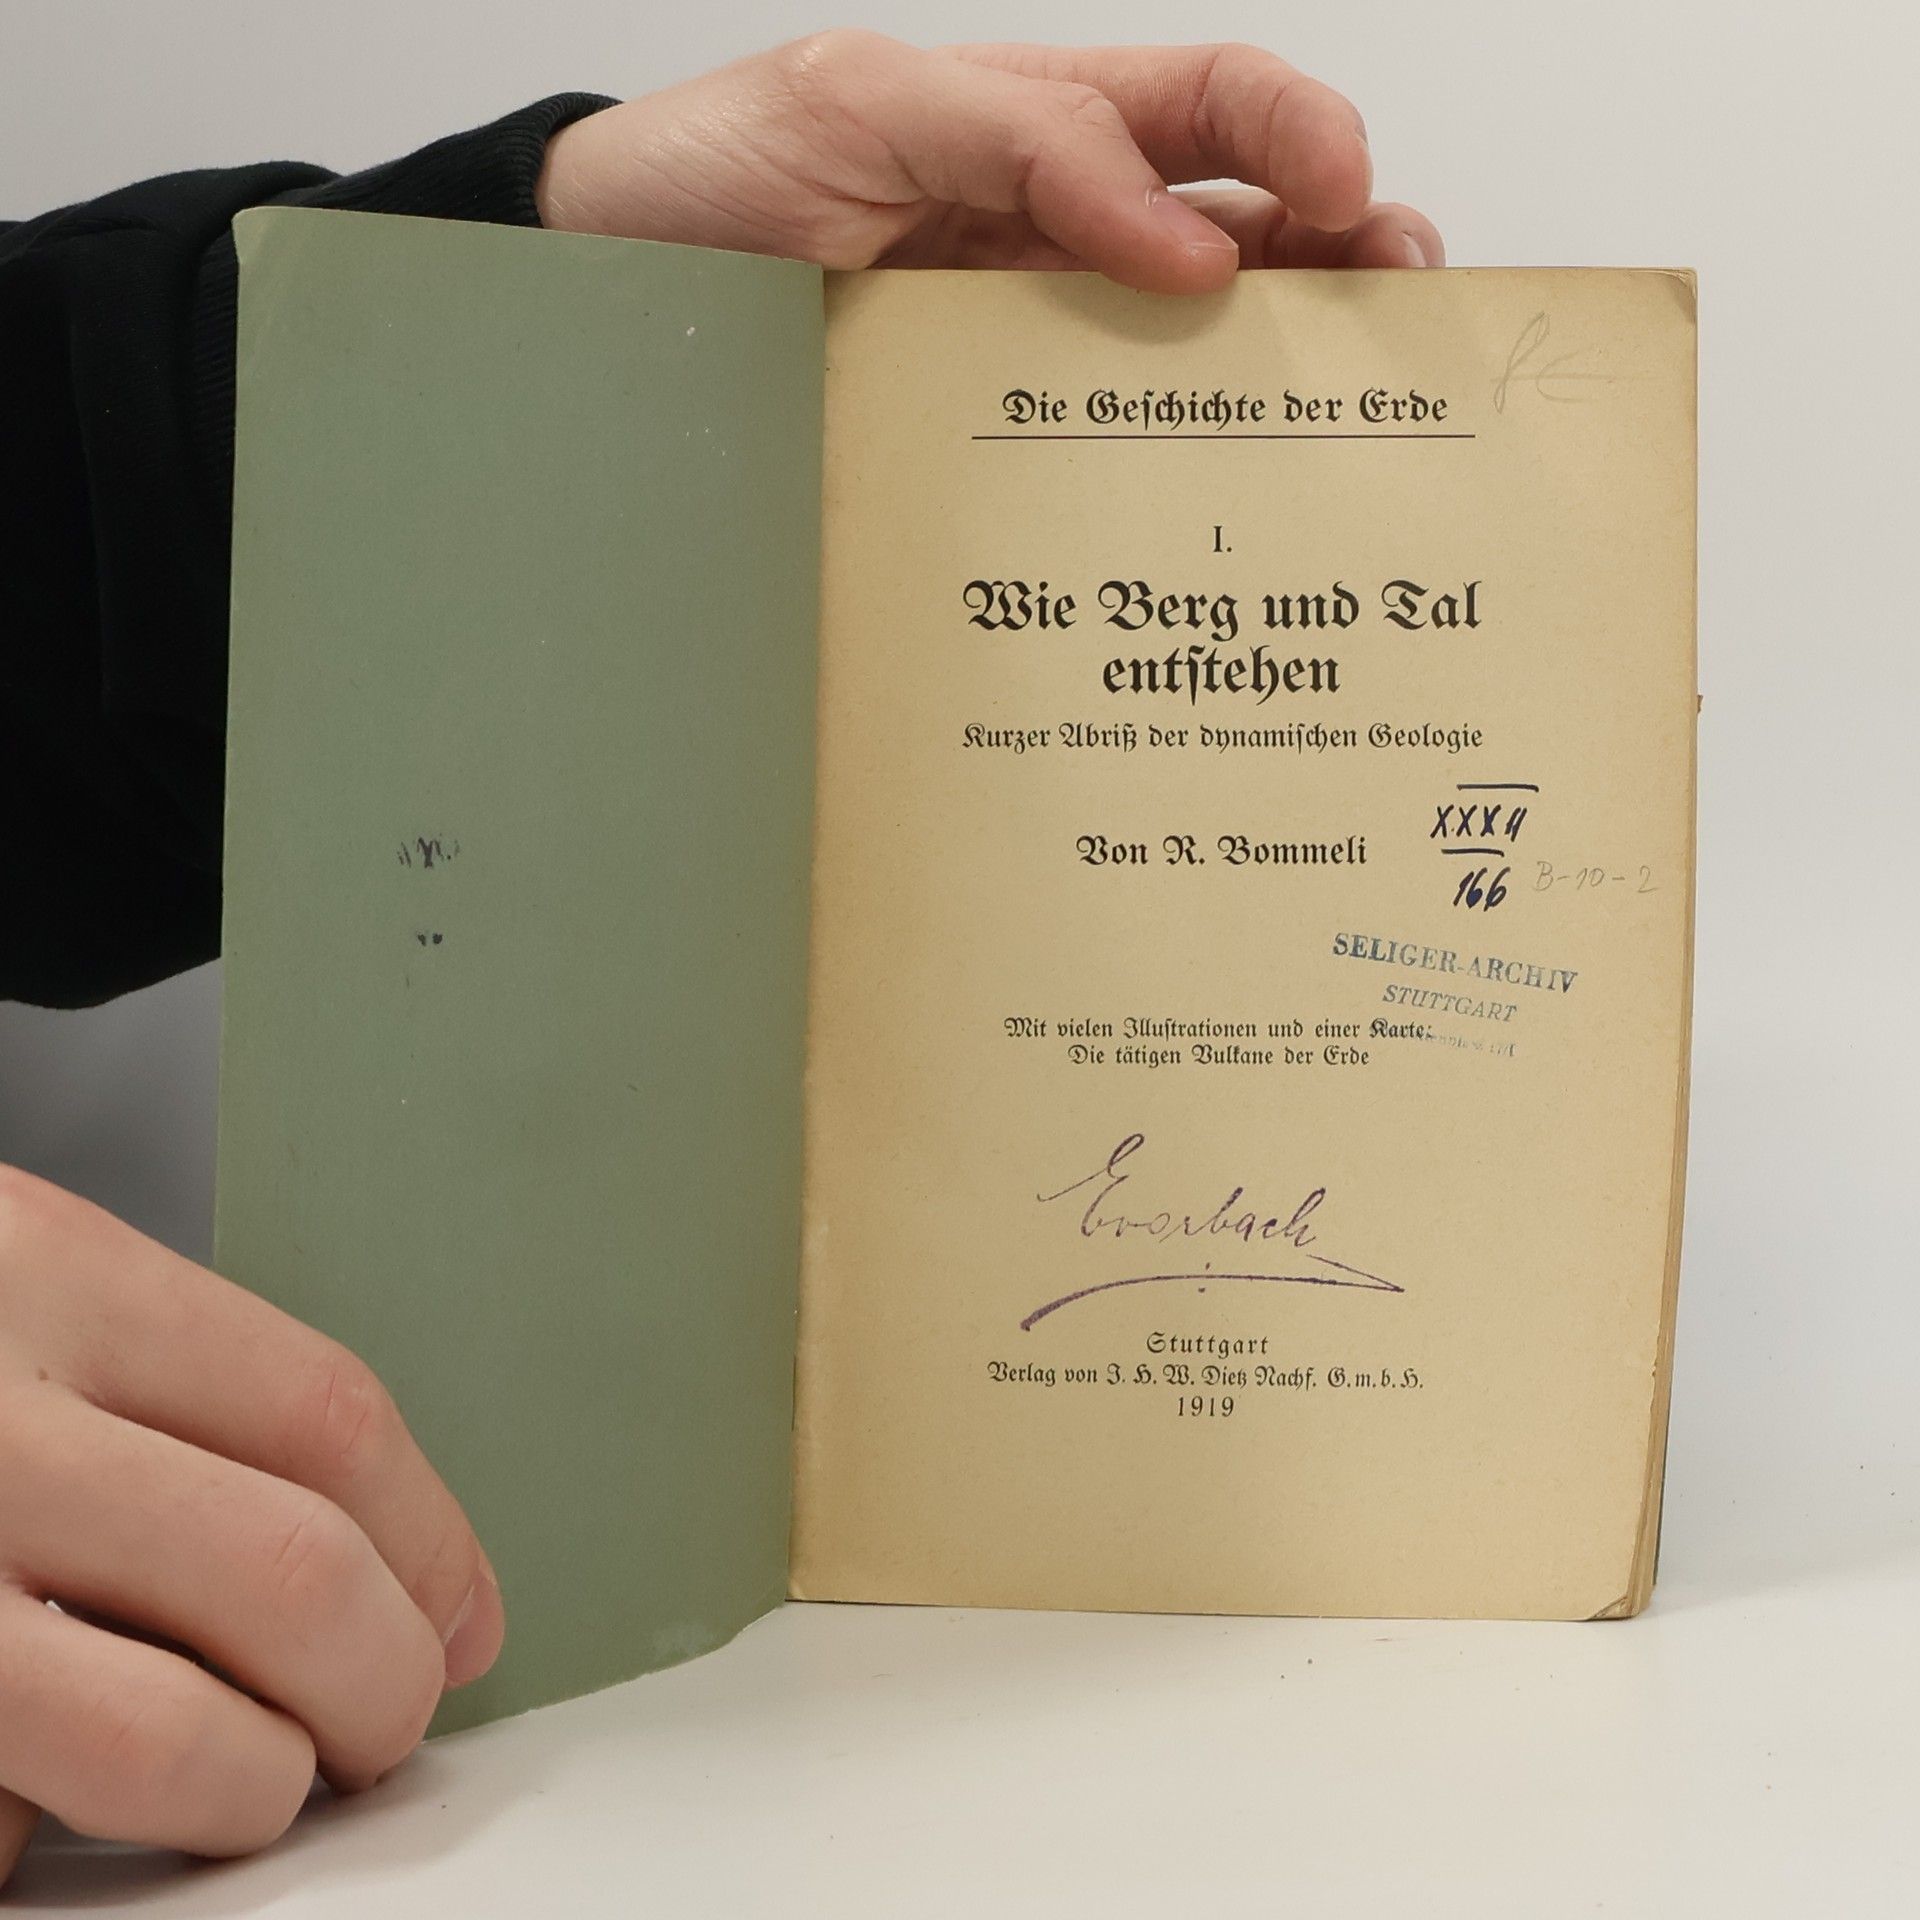 Die Geſchichte der Erde
I.
Wie Berg und Tal
entſtehen
Kurzer Abriß der dynamiſchen Geologie
Von R. Bommeli
XXXII
166
B-10-2
SELIGER-ARCHIV
STUTTGART
Mit vielen Illuſtrationen und einer Karte:
Die tätigen Vulkane der Erde
Stuttgart
Verlag von J. H. W. Dietz Nachf. G.m.b.H.
1919